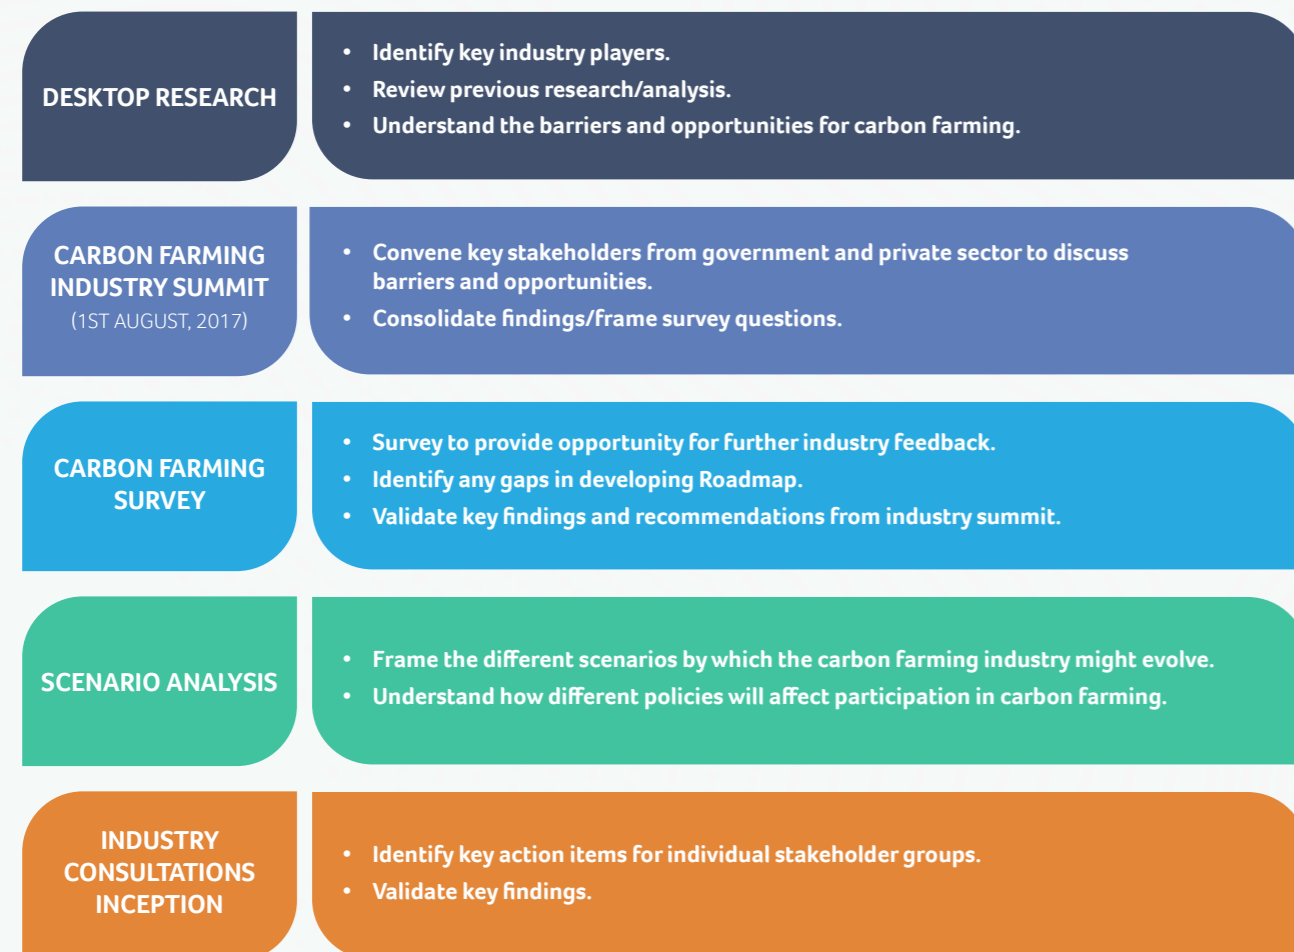 DESKTOP RESEARCH
• Identify key industry players.
• Review previous research/analysis.
• Understand the barriers and opportunities for carbon farming.
CARBON FARMING
INDUSTRY SUMMIT
(1ST AUGUST, 2017)
• Convene key stakeholders from government and private sector to discuss
barriers and opportunities.
• Consolidate findings/frame survey questions.
CARBON FARMING
SURVEY
• Survey to provide opportunity for further industry feedback.
• Identify any gaps in developing Roadmap.
• Validate key findings and recommendations from industry summit.
SCENARIO ANALYSIS
• Frame the different scenarios by which the carbon farming industry might evolve.
• Understand how different policies will affect participation in carbon farming.
INDUSTRY
CONSULTATIONS
INCEPTION
• Identify key action items for individual stakeholder groups.
• Validate key findings.